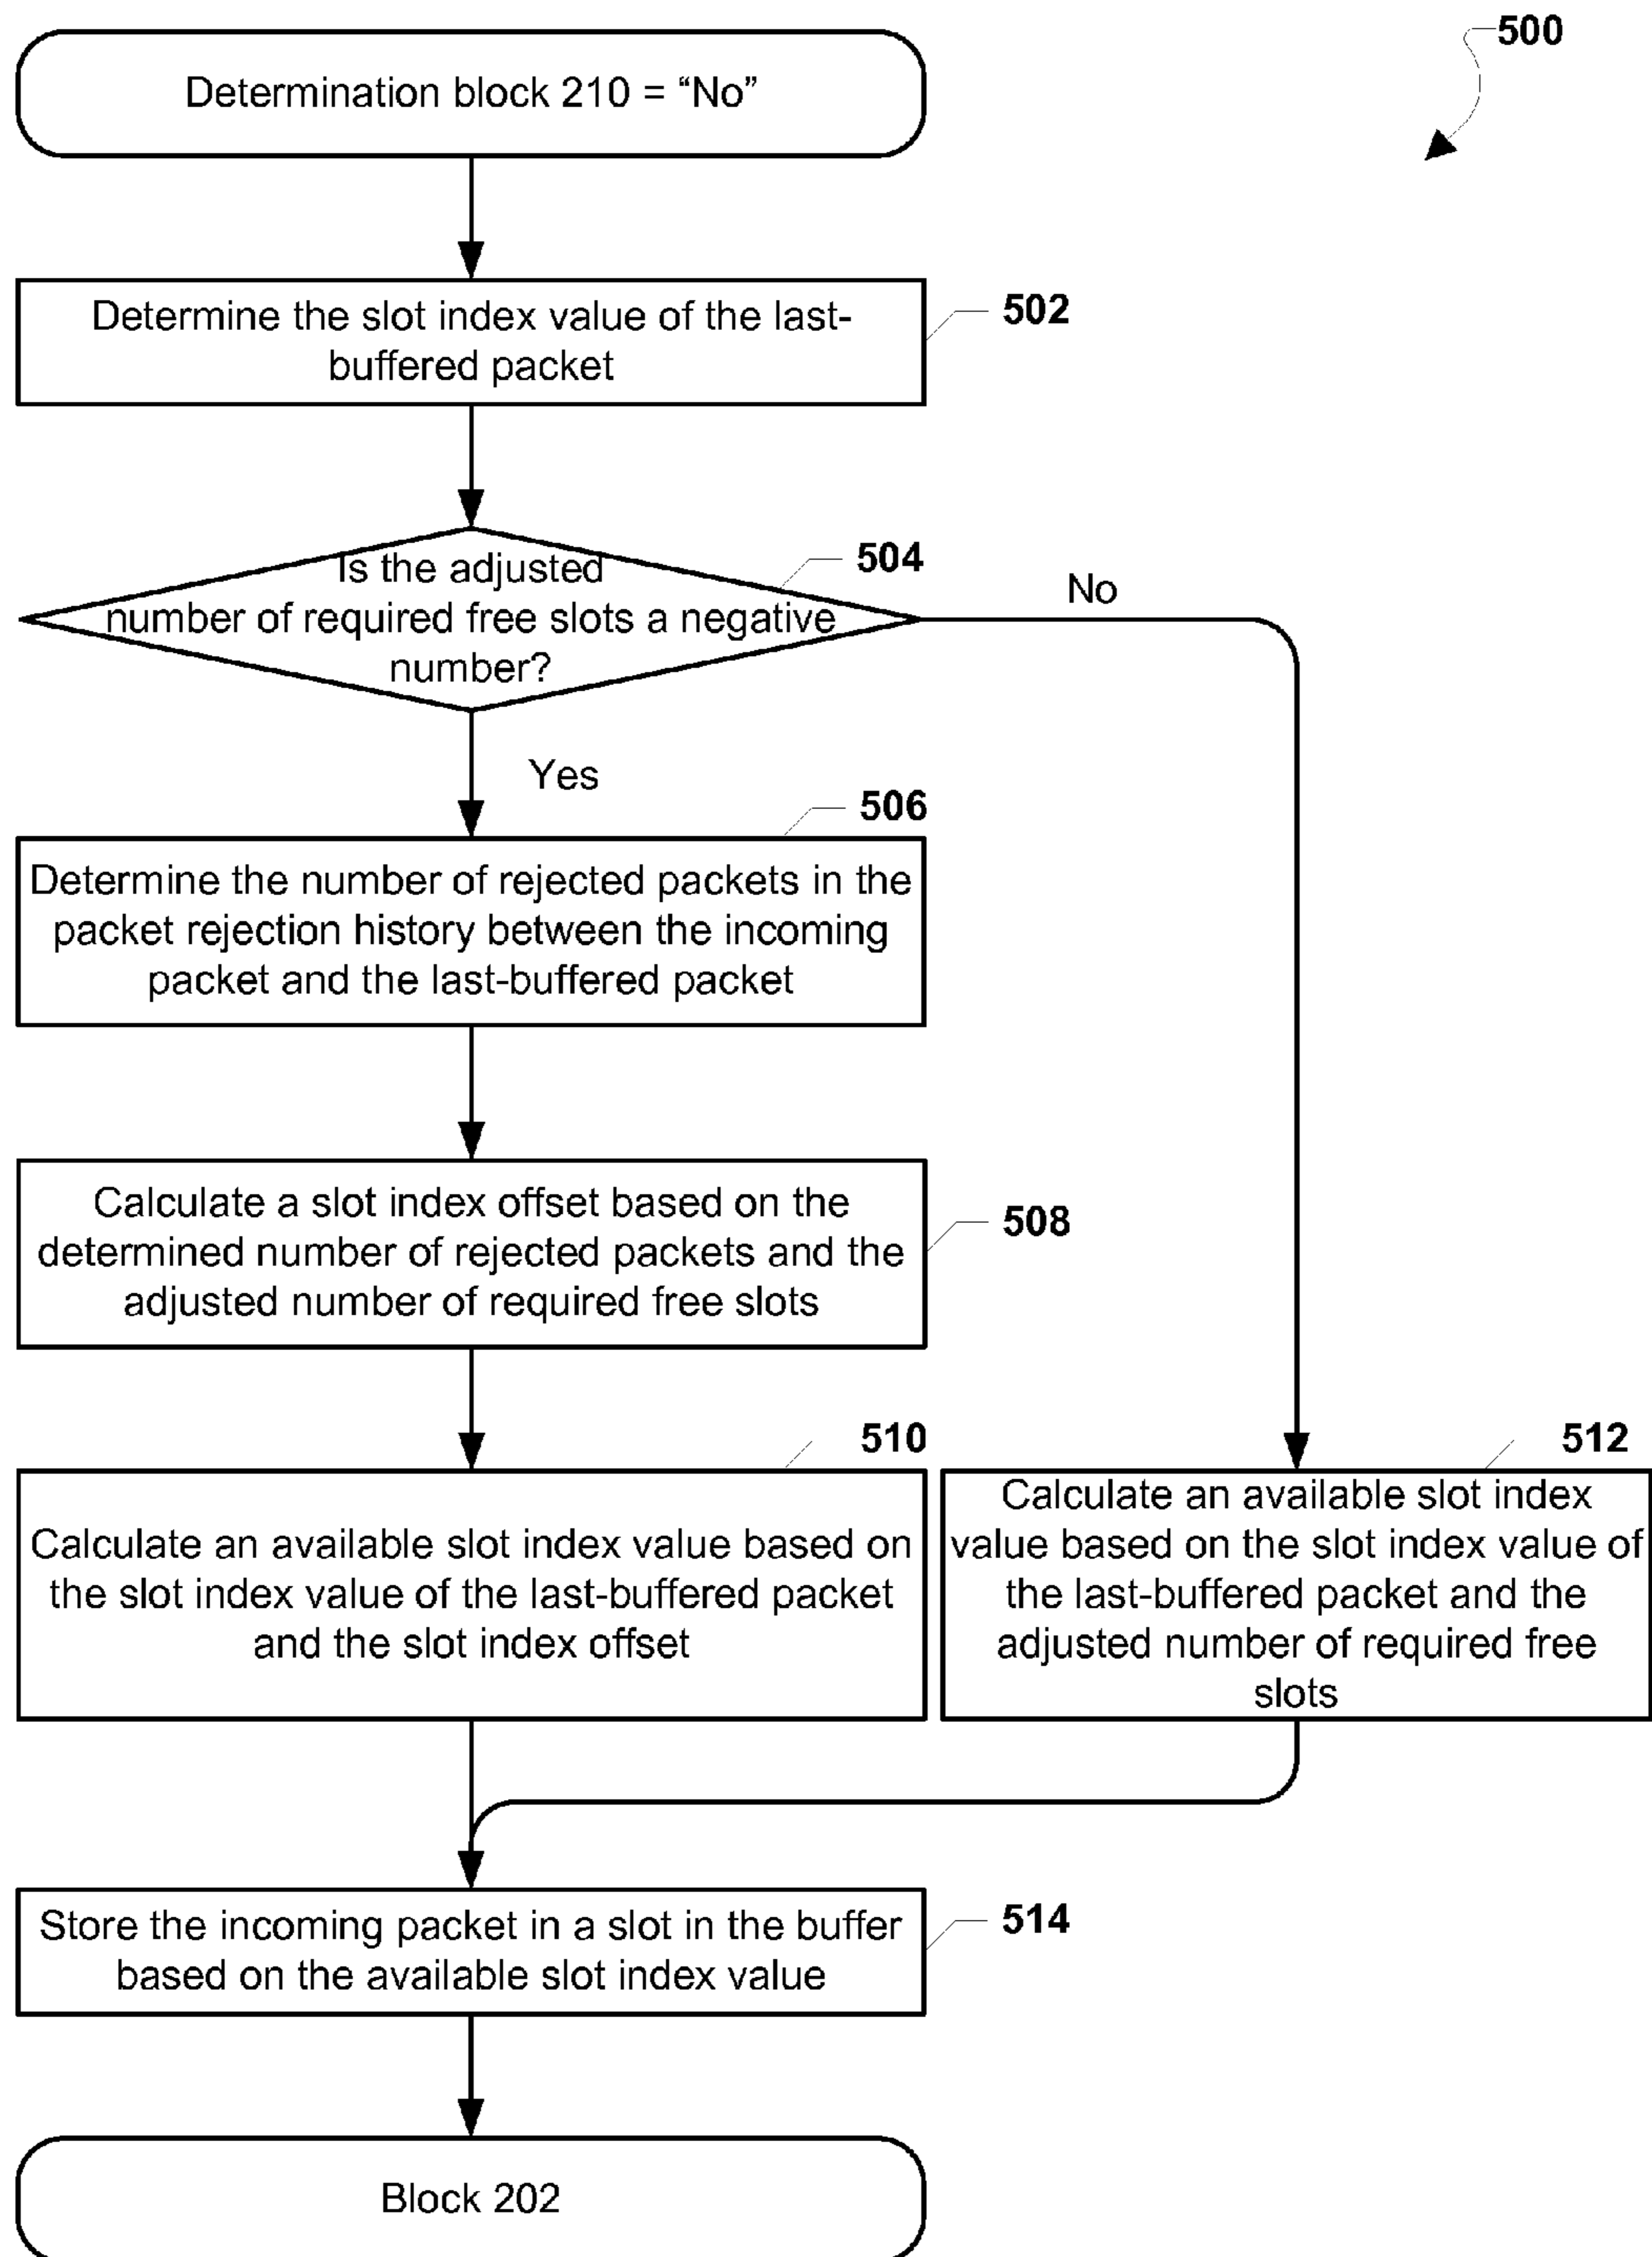 500
Determination block 210 = “No”
Determine the slot index value of the last-
buffered packet
502
Is the adjusted
number of required free slots a negative
number?
504
No
Yes
506
Determine the number of rejected packets in the
packet rejection history between the incoming
packet and the last-buffered packet
Calculate a slot index offset based on the
determined number of rejected packets and the
adjusted number of required free slots
508
510
Calculate an available slot index value based on
the slot index value of the last-buffered packet
and the slot index offset
512
Calculate an available slot index
value based on the slot index value of
the last-buffered packet and the
adjusted number of required free
slots
Store the incoming packet in a slot in the buffer
based on the available slot index value
514
Block 202